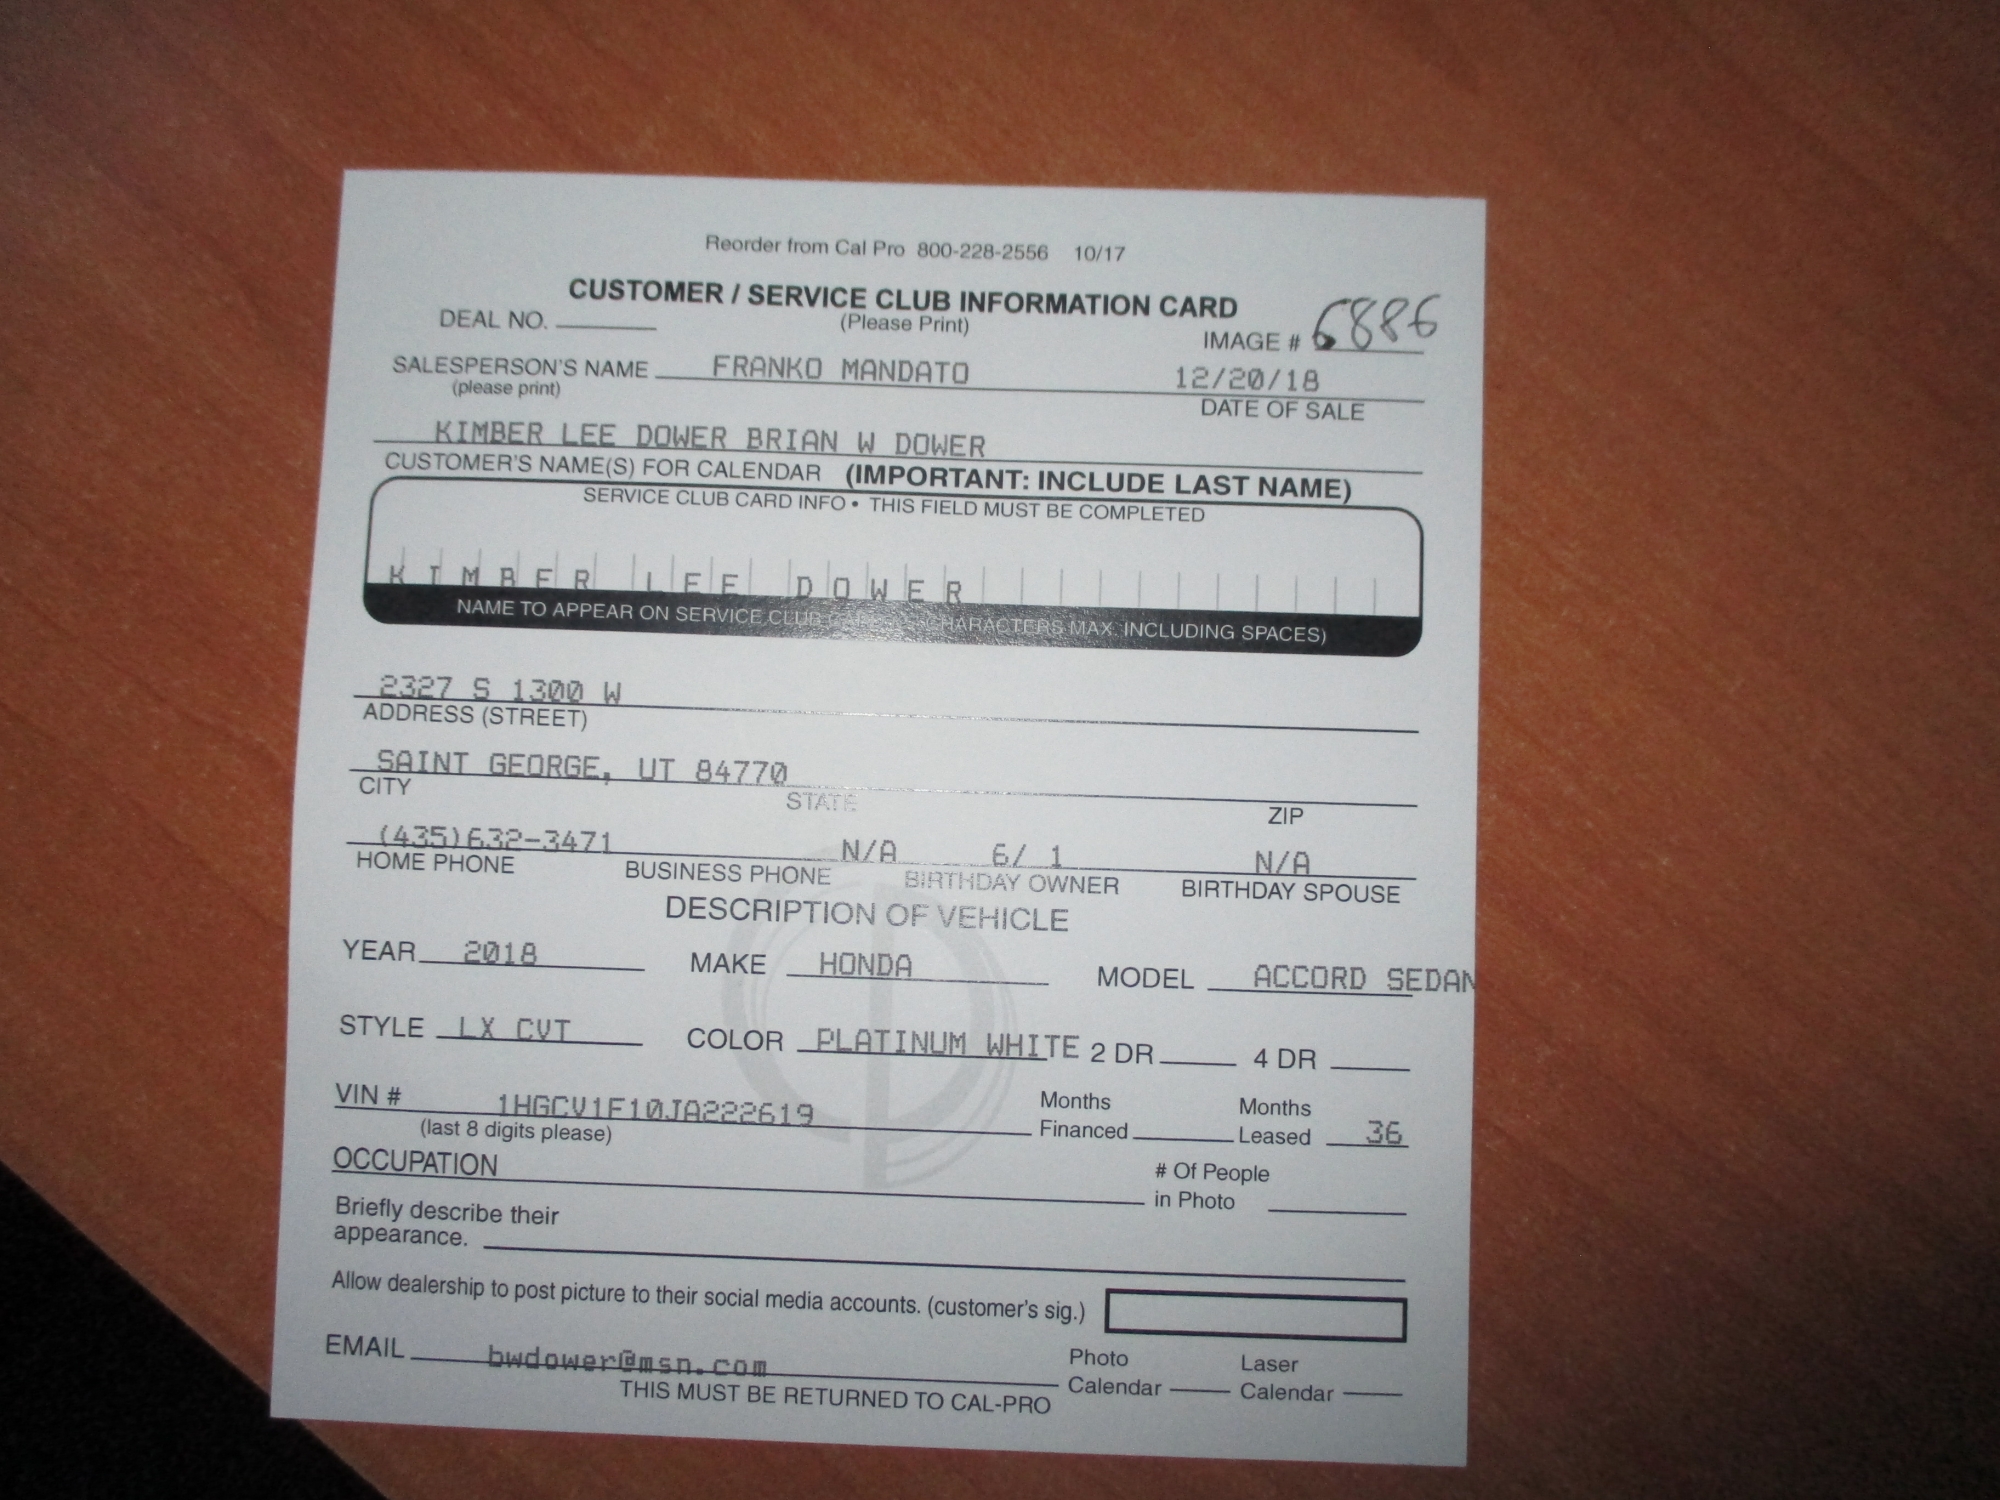 Reorder from Cal Pro 800-228-2556 10/17
CUSTOMER / SERVICE CLUB INFORMATION CARD
DEAL NO. (Please Print) IMAGE # 6886
SALESPERSON'S NAME FRANKO MANDATO 12/20/18
(please print) DATE OF SALE
KIMBER LEE DOWER BRIAN W DOWER
CUSTOMER'S NAME(S) FOR CALENDAR (IMPORTANT: INCLUDE LAST NAME)
SERVICE CLUB CARD INFO • THIS FIELD MUST BE COMPLETED
KIMBER LEE DOWER
NAME TO APPEAR ON SERVICE CLUB CHARACTERS MAX. INCLUDING SPACES)
2327 S 1300 W
ADDRESS (STREET)
SAINT GEORGE, UT 84770
CITY STATE ZIP
(435)632-3471 N/A 6/ 1 N/A
HOME PHONE BUSINESS PHONE BIRTHDAY OWNER BIRTHDAY SPOUSE
DESCRIPTION OF VEHICLE
YEAR 2018 MAKE HONDA MODEL ACCORD SEDAN
STYLE LX CVT COLOR PLATINUM WHITE 2 DR 4 DR
VIN # 1HGCV1F10JA222619 Months Financed Months Leased 36
(last 8 digits please)
OCCUPATION # Of People in Photo
Briefly describe their
appearance.
Allow dealership to post picture to their social media accounts. (customer's sig.)
EMAIL bwdower@msn.com Photo Calendar Laser Calendar
THIS MUST BE RETURNED TO CAL-PRO